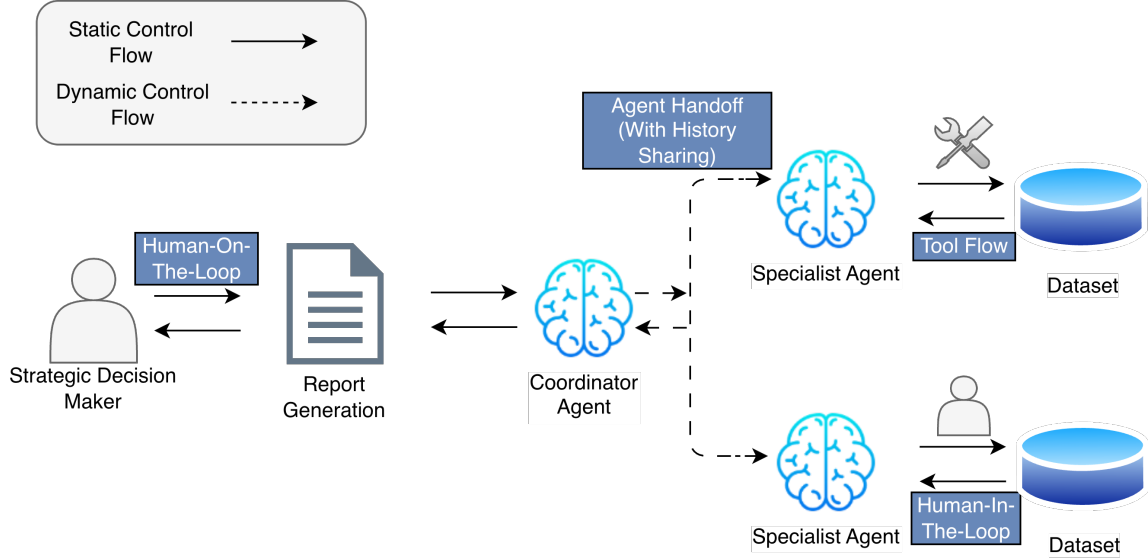 Static Control
Flow
Dynamic Control
Flow
Agent Handoff
(With History
Sharing)
Tool Flow
Specialist Agent
Dataset
Human-On-
The-Loop
Strategic Decision
Maker
Report
Generation
Coordinator
Agent
Human-In-
The-Loop
Specialist Agent
Dataset